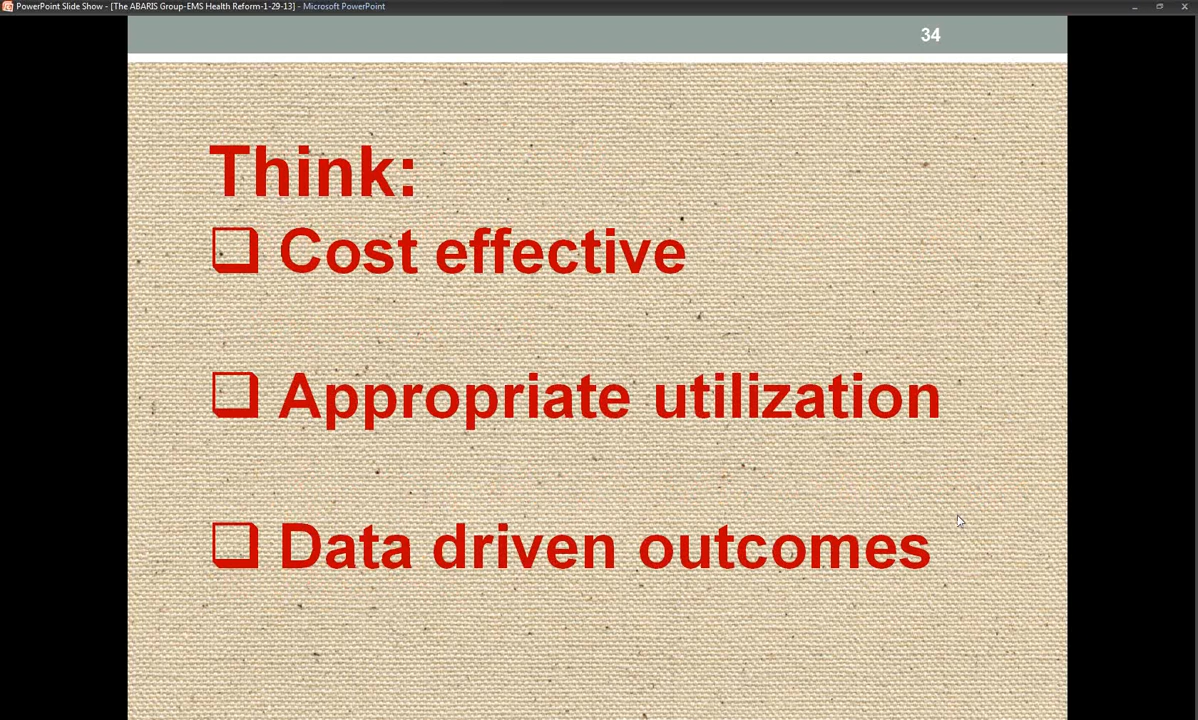 PowerPoint Slide Show - [The ABARIS Group-EMS Health Reform-1-29-13] - Microsoft PowerPoint
34
Think:
❑ Cost effective
❑ Appropriate utilization
❑ Data driven outcomes